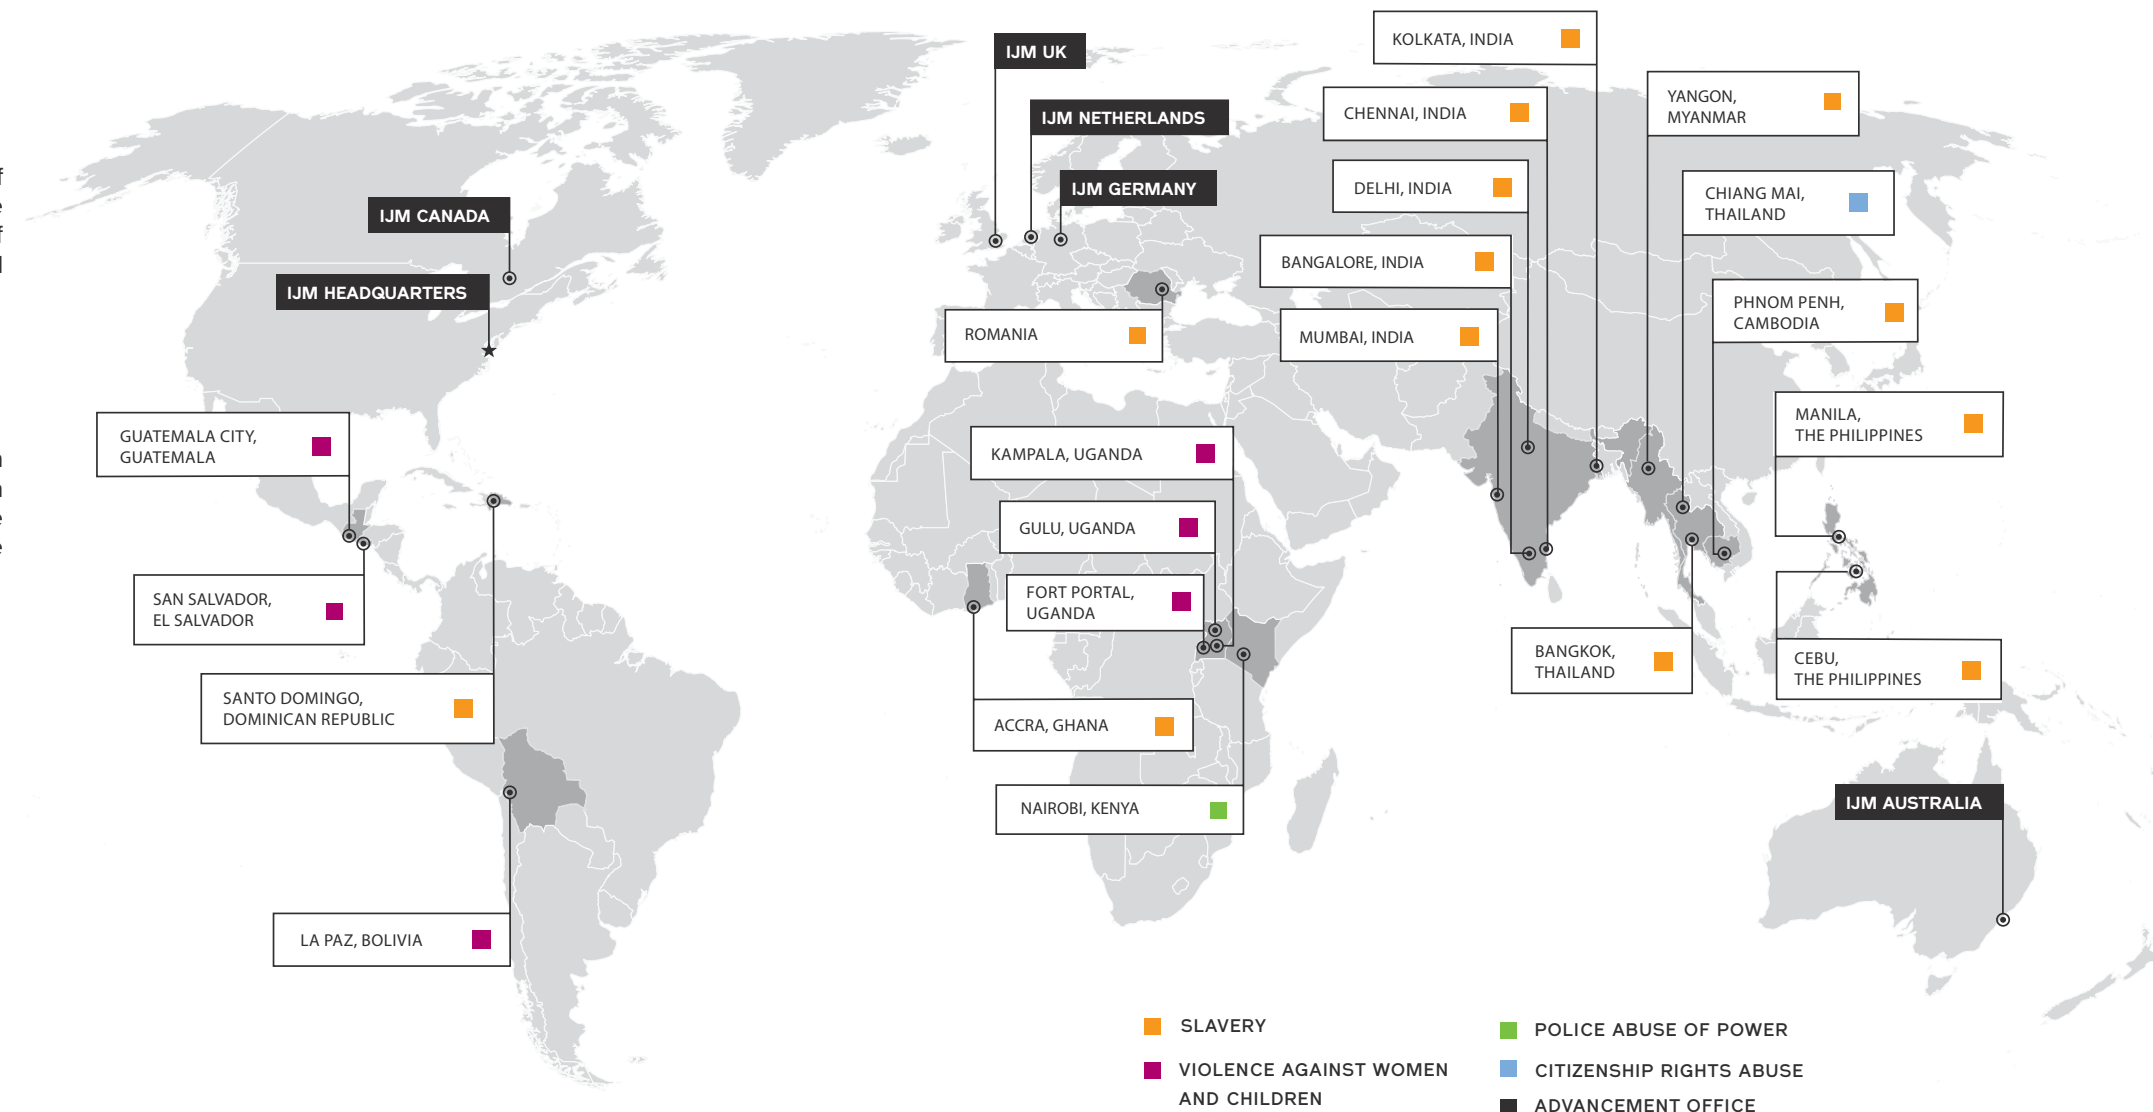 IJM UK
KOLKATA, INDIA
IJM NETHERLANDS
CHENNAI, INDIA
YANGON,
MYANMAR
IJM GERMANY
DELHI, INDIA
CHIANG MAI,
THAILAND
IJM CANADA
BANGALORE, INDIA
IJM HEADQUARTERS
PHNOM PENH,
CAMBODIA
ROMANIA
MUMBAI, INDIA
GUATEMALA CITY,
GUATEMALA
KAMPALA, UGANDA
MANILA,
THE PHILIPPINES
GULU, UGANDA
FORT PORTAL,
UGANDA
SAN SALVADOR,
EL SALVADOR
BANGKOK,
THAILAND
CEBU,
THE PHILIPPINES
SANTO DOMINGO,
DOMINICAN REPUBLIC
ACCRA, GHANA
NAIROBI, KENYA
IJM AUSTRALIA
LA PAZ, BOLIVIA
SLAVERY
VIOLENCE AGAINST WOMEN
AND CHILDREN
POLICE ABUSE OF POWER
CITIZENSHIP RIGHTS ABUSE
ADVANCEMENT OFFICE